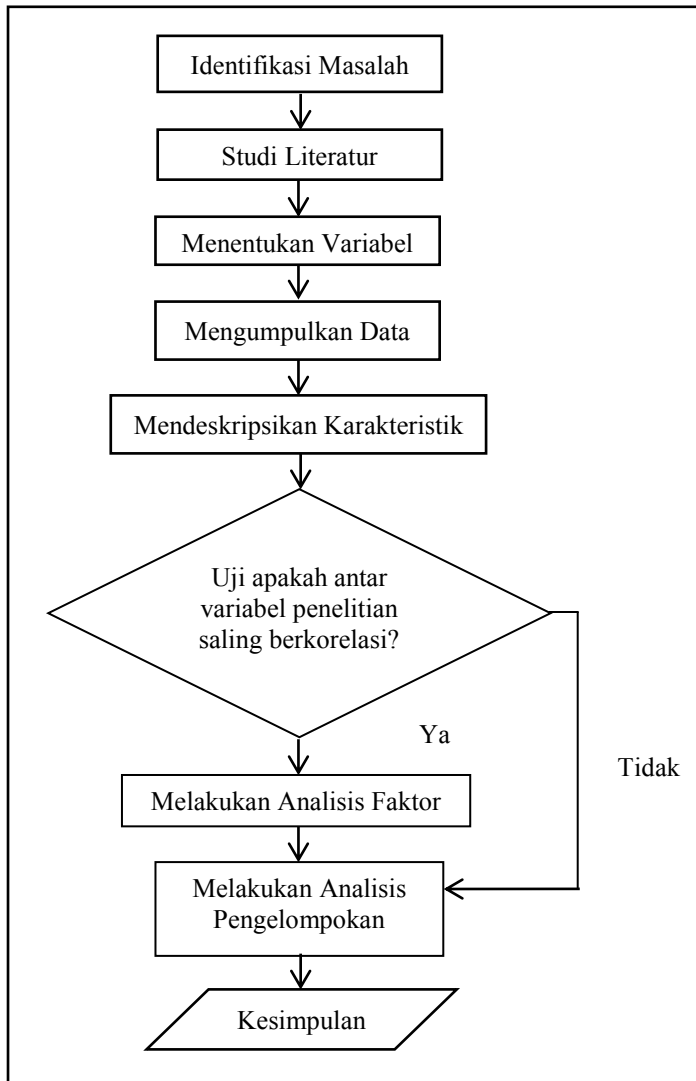 Identifikasi Masalah
Studi Literatur
Menentukan Variabel
Mengumpulkan Data
Mendeskripsikan Karakteristik
Uji apakah antar
variabel penelitian
saling berkorelasi?
Ya
Tidak
Melakukan Analisis Faktor
Melakukan Analisis
Pengelompokan
Kesimpulan